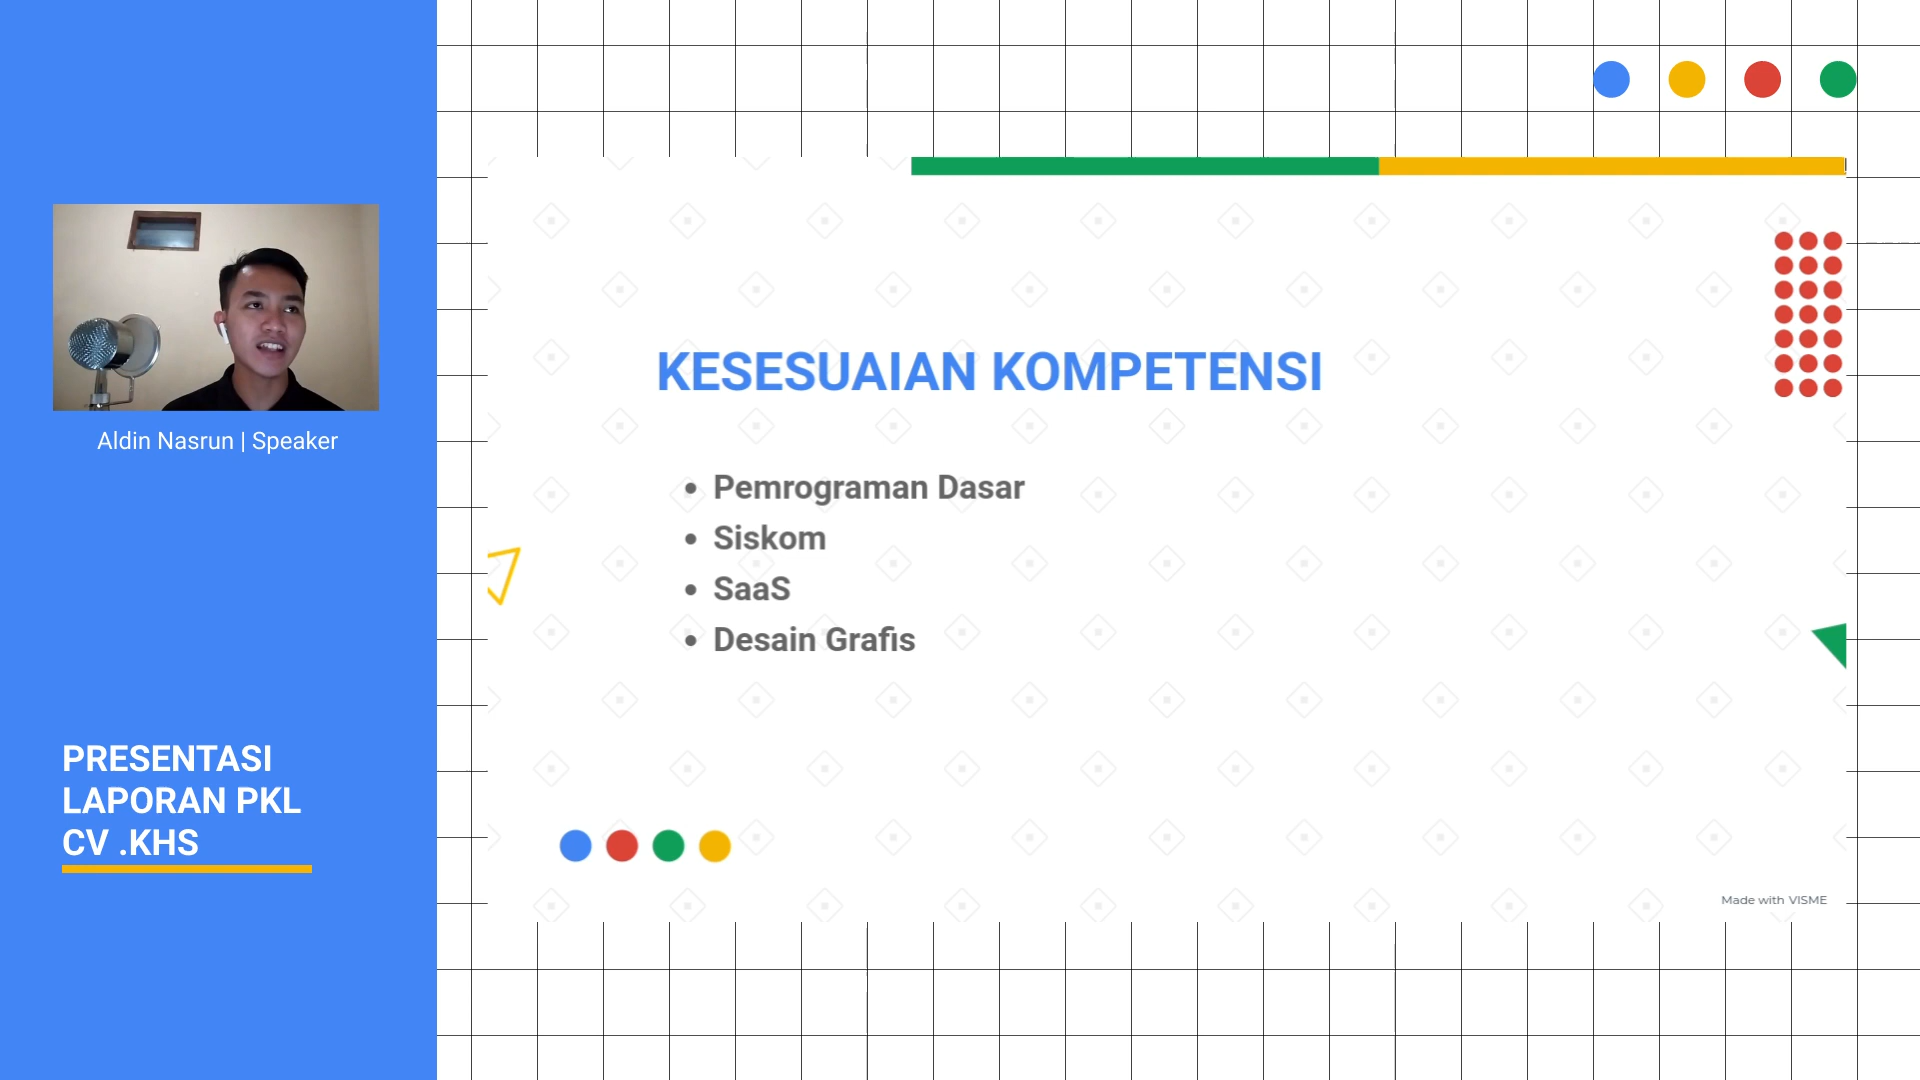 Aldin Nasrun | Speaker
PRESENTASI
LAPORAN PKL
CV .KHS
KESESUAIAN KOMPETENSI
• Pemrograman Dasar
• Siskom
• SaaS
• Desain Grafis
Made with VISME